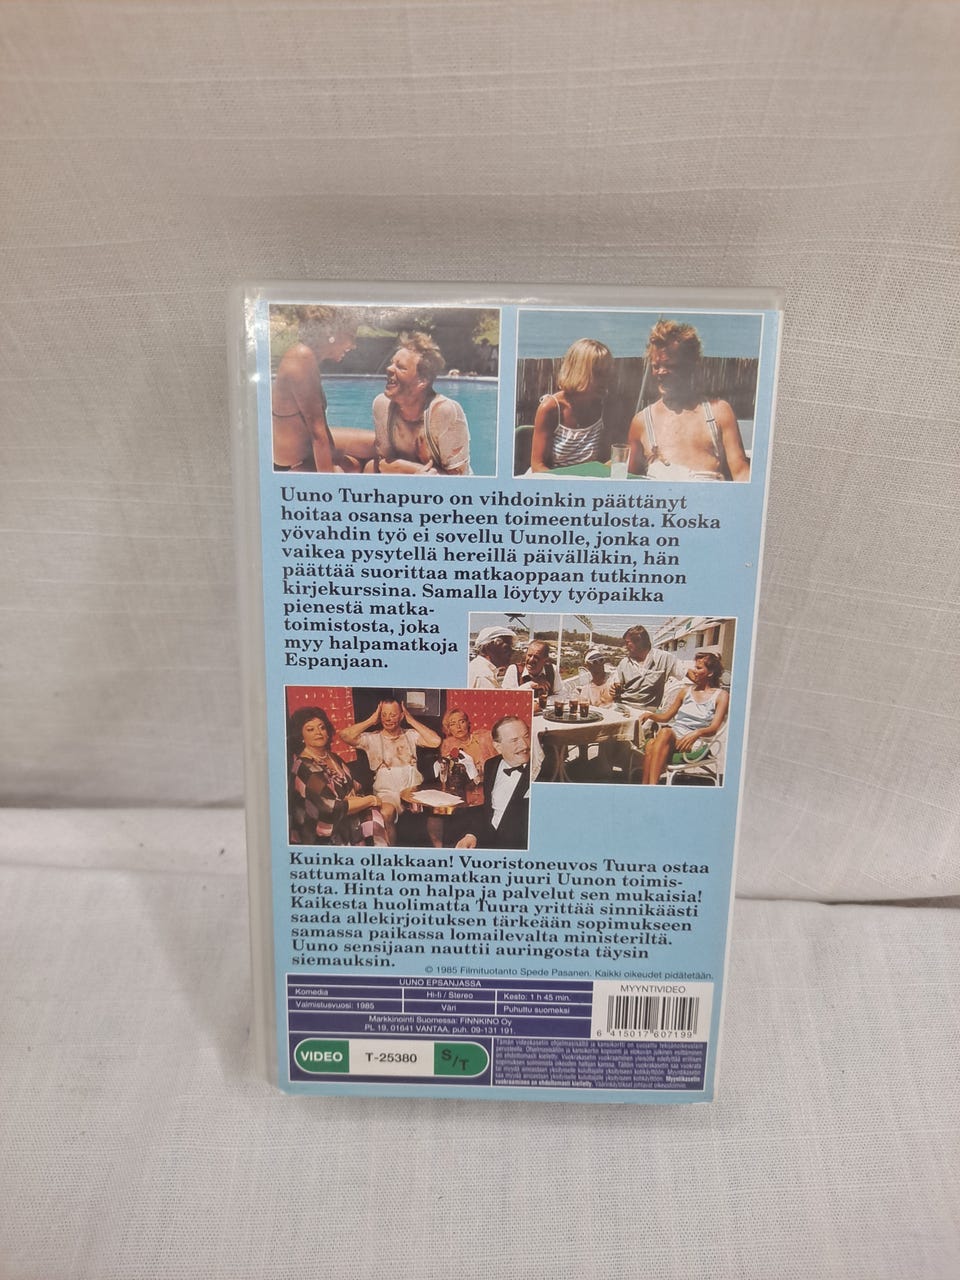 Uuno Turhapuro on vihdoinkin päättänyt
hoitaa osansa perheen toimeentulosta. Koska
yövahdin työ ei sovellu Uunolle, jonka on
vaikea pysytellä hereillä päivälläkin, hän
päättää suorittaa matkaoppaan tutkinnon
kirjekurssina. Samalla löytyy työpaikka
pienestä matka-
toimistosta, joka
myy halpamatkoja
Espanjaan.
Kuinka ollakkaan! Vuoristoneuvos Tuura ostaa
sattumalta lomamatkan juuri Uunon toimis-
tosta. Hinta on halpa ja palvelut sen mukaisia!
Kaikesta huolimatta Tuura yrittää sinnikäästi
saada allekirjoituksen tärkeään sopimukseen
samassa paikassa lomailevalta ministeriltä.
Uuno sensijaan nauttii auringosta täysin
siemauksin.
© 1985 Filmituotanto Spede Pasanen. Kaikki oikeudet pidätetään.
UUNO EPSANJASSA
Komedia Hi-fi / Stereo Kesto: 1 h 45 min.
Valmistusvuosi: 1985 Väri Puhuttu suomeksi
Markkinointi Suomessa: FINNKINO Oy
PL 19, 01641 VANTAA, puh. 09-131 191.
MYYNTIVIDEO
6 415017 607199
VIDEO T-25380 S/T